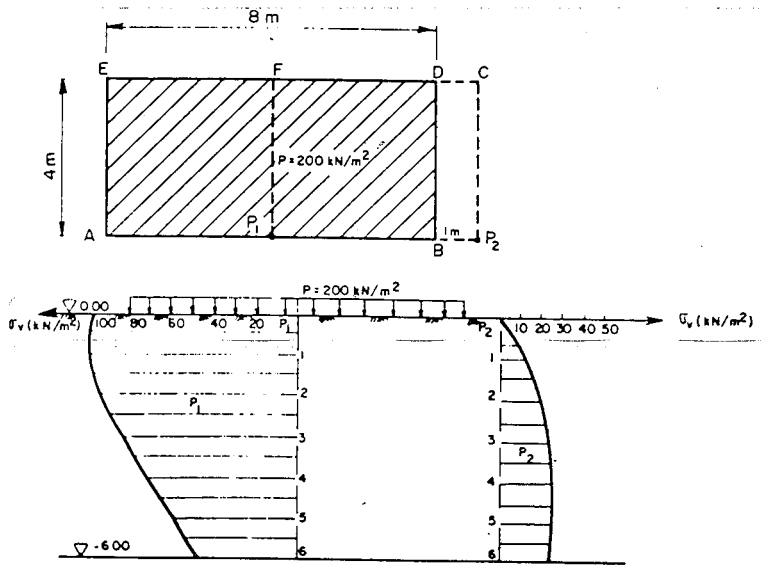 8 m
E F D C
4m
P = 200 kN/m²
A P₁ B 1m P₂
P = 200 kN/m²
0.00
σᵥ (kN/m²) 100 80 60 40 20 P₁ P₂ 10 20 30 40 50 σᵥ (kN/m²)
1 1
P₁ 2 2
3 3
P₂
4 4
5 5
-6.00 6 6